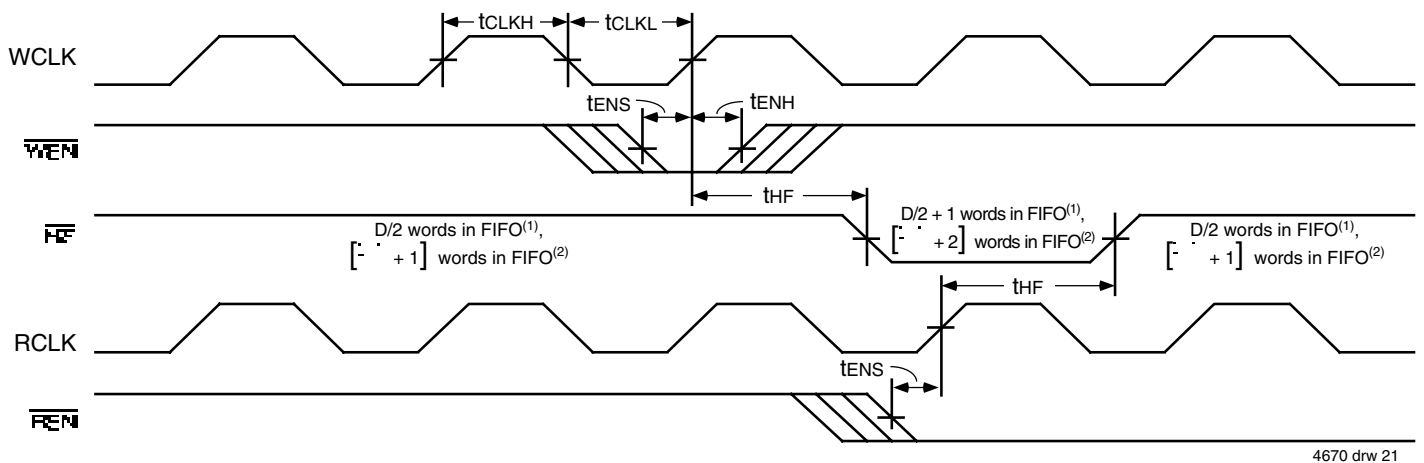 tCLKH
tCLKL
WCLK
tENS
tENH
WEN
tHF
HF
D/2 words in FIFO(1),
[ + 1] words in FIFO(2)
D/2 + 1 words in FIFO(1),
[ + 2] words in FIFO(2)
D/2 words in FIFO(1),
[ + 1] words in FIFO(2)
tHF
RCLK
tENS
REN
4670 drw 21